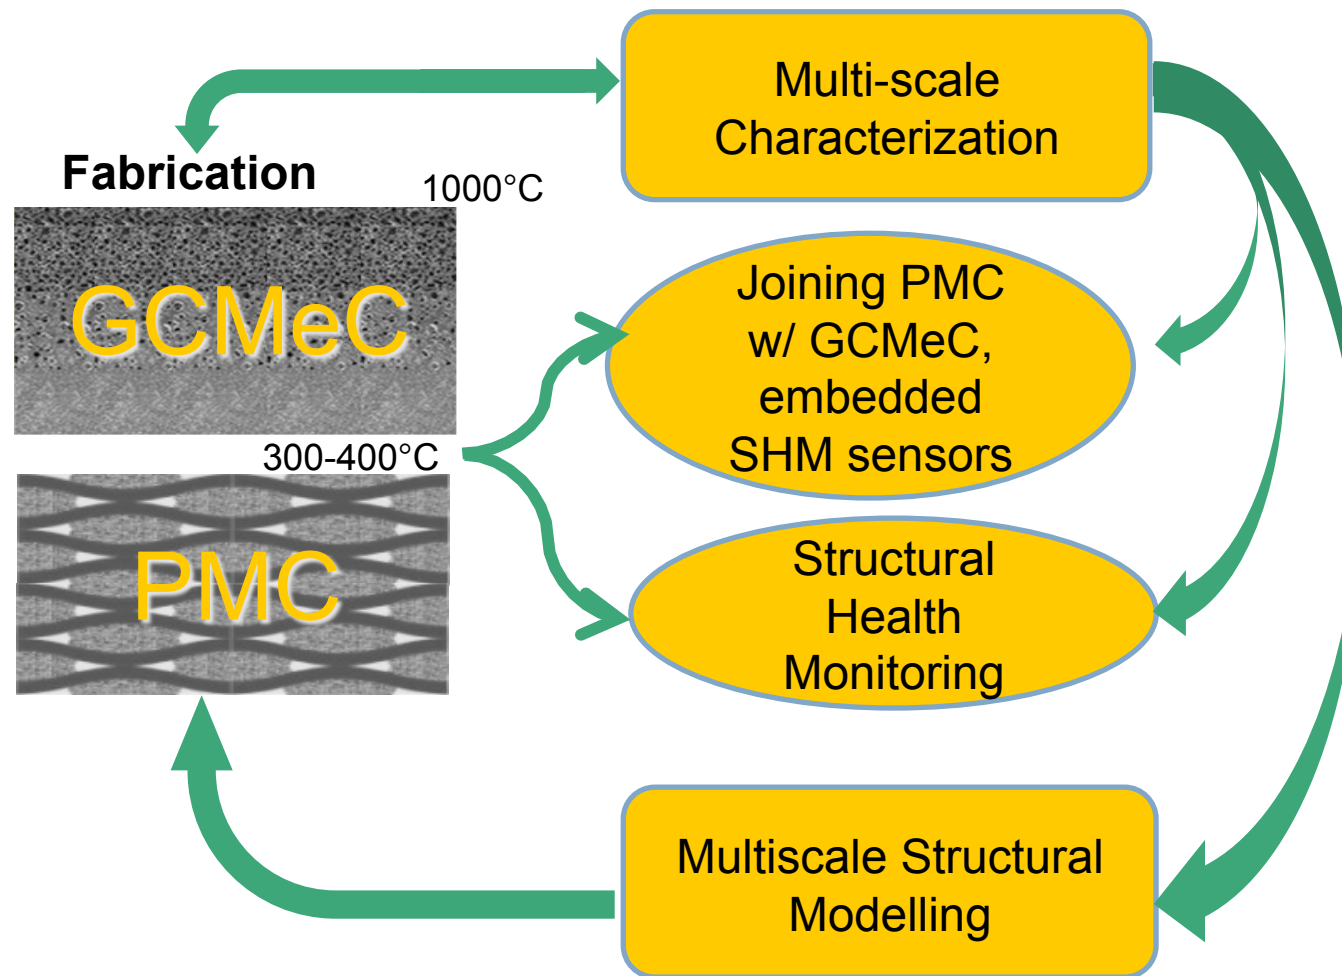 Multi-scale
Characterization
Fabrication
1000°C
GCMeC
Joining PMC
w/ GCMeC,
embedded
SHM sensors
300-400°C
PMC
Structural
Health
Monitoring
Multiscale Structural
Modelling